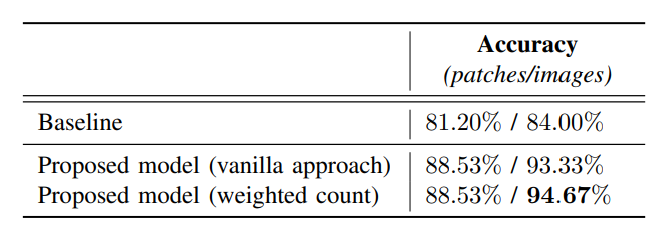 Accuracy
(patches/images)
Baseline 81.20% / 84.00%
Proposed model (vanilla approach) 88.53% / 93.33%
Proposed model (weighted count) 88.53% / 94.67%